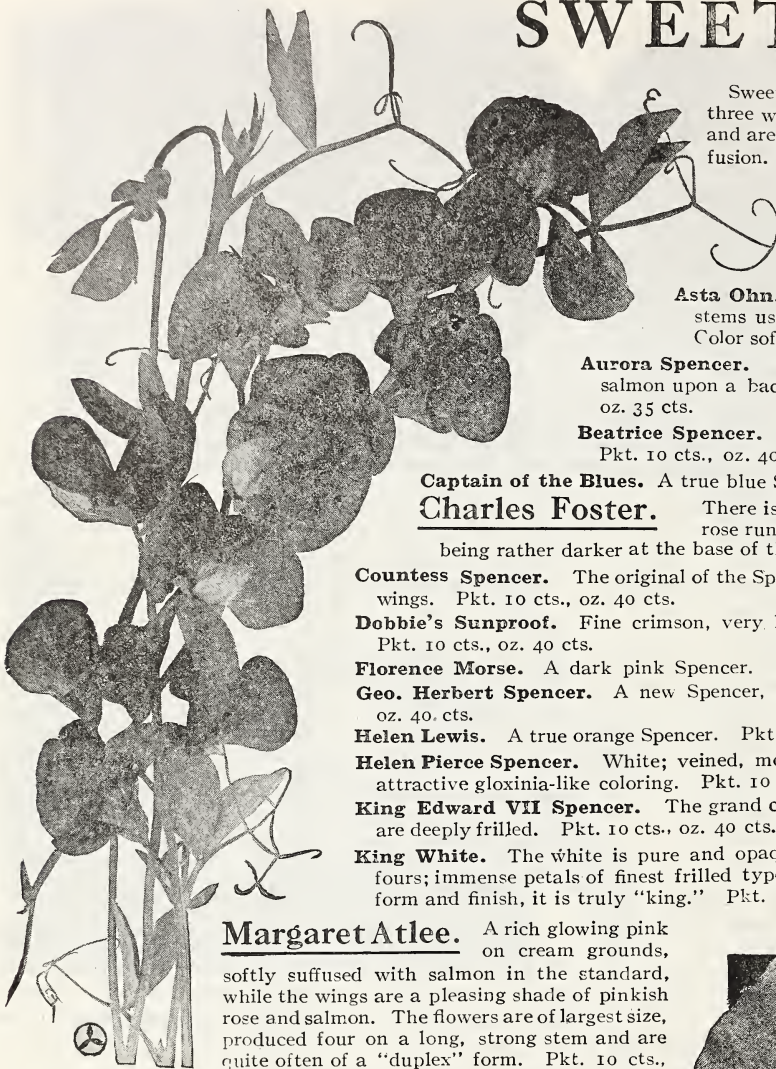 SWEET
Swee
three w
and are
fusion.
Asta Ohn.
stems us
Color sof
Aurora Spencer.
salmon upon a bac
oz. 35 cts.
Beatrice Spencer.
Pkt. 10 cts., oz. 40
Captain of the Blues. A true blue S
Charles Foster. There is
rose run
being rather darker at the base of t
Countess Spencer. The original of the Sp
wings. Pkt. 10 cts., oz. 40 cts.
Dobbie's Sunproof. Fine crimson, very
Pkt. 10 cts., oz. 40 cts.
Florence Morse. A dark pink Spencer.
Geo. Herbert Spencer. A new Spencer,
oz. 40. cts.
Helen Lewis. A true orange Spencer. Pkt
Helen Pierce Spencer. White; veined, mo
attractive gloxinia-like coloring. Pkt. 10
King Edward VII Spencer. The grand c
are deeply frilled. Pkt. 10 cts., oz. 40 cts.
King White. The white is pure and opaq
fours; immense petals of finest frilled typ
form and finish, it is truly "king." Pkt.
Margaret Atlee. A rich glowing pink
on cream grounds,
softly suffused with salmon in the standard,
while the wings are a pleasing shade of pinkish
rose and salmon. The flowers are of largest size,
produced four on a long, strong stem and are
quite often of a "duplex" form. Pkt. 10 cts.,